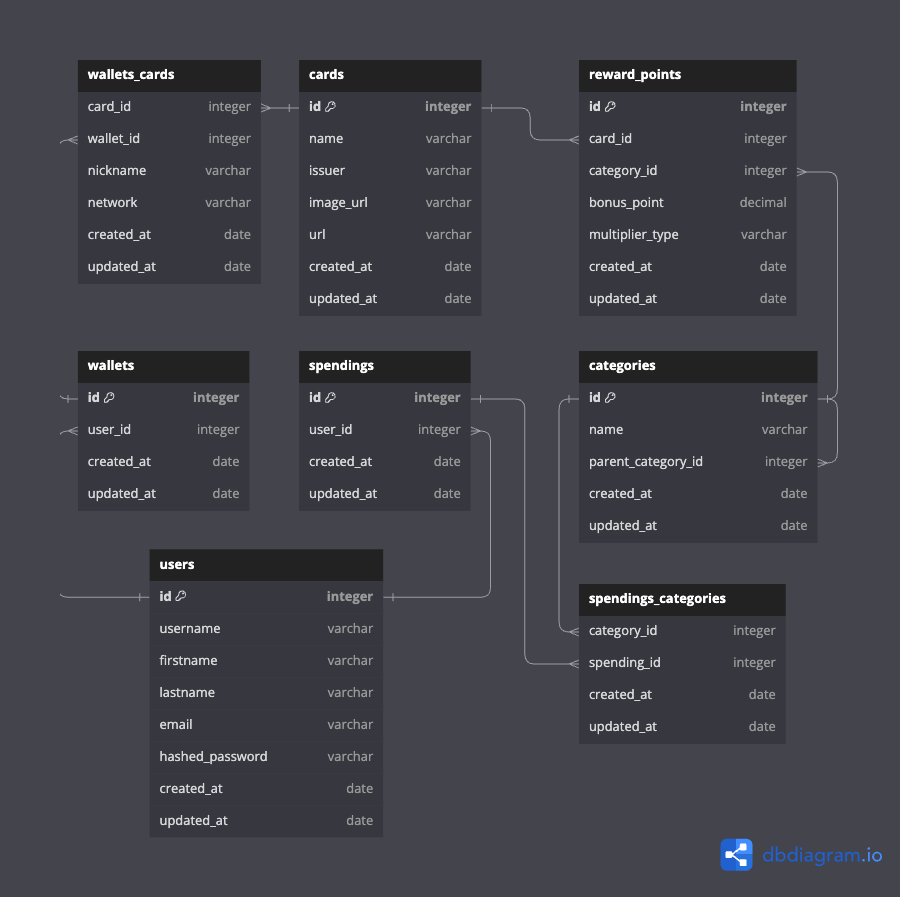 wallets_cards
card_id integer
wallet_id integer
nickname varchar
network varchar
created_at date
updated_at date
cards
id integer
name varchar
issuer varchar
image_url varchar
url varchar
created_at date
updated_at date
reward_points
id integer
card_id integer
category_id integer
bonus_point decimal
multiplier_type varchar
created_at date
updated_at date
wallets
id integer
user_id integer
created_at date
updated_at date
spendings
id integer
user_id integer
created_at date
updated_at date
categories
id integer
name varchar
parent_category_id integer
created_at date
updated_at date
users
id integer
username varchar
firstname varchar
lastname varchar
email varchar
hashed_password varchar
created_at date
updated_at date
spendings_categories
category_id integer
spending_id integer
created_at date
updated_at date
dbdiagram.io